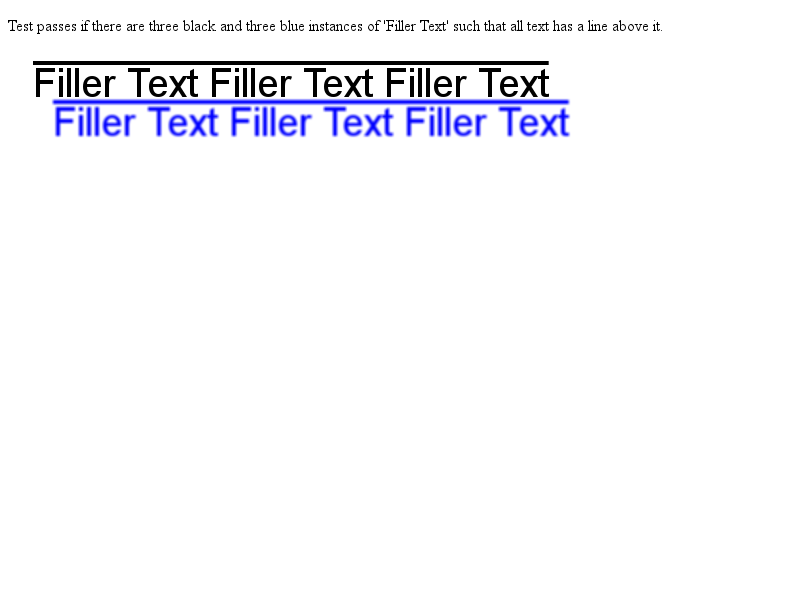 Test passes if there are three black and three blue instances of 'Filler Text' such that all text has a line above it.
Filler Text Filler Text Filler Text
Filler Text Filler Text Filler Text